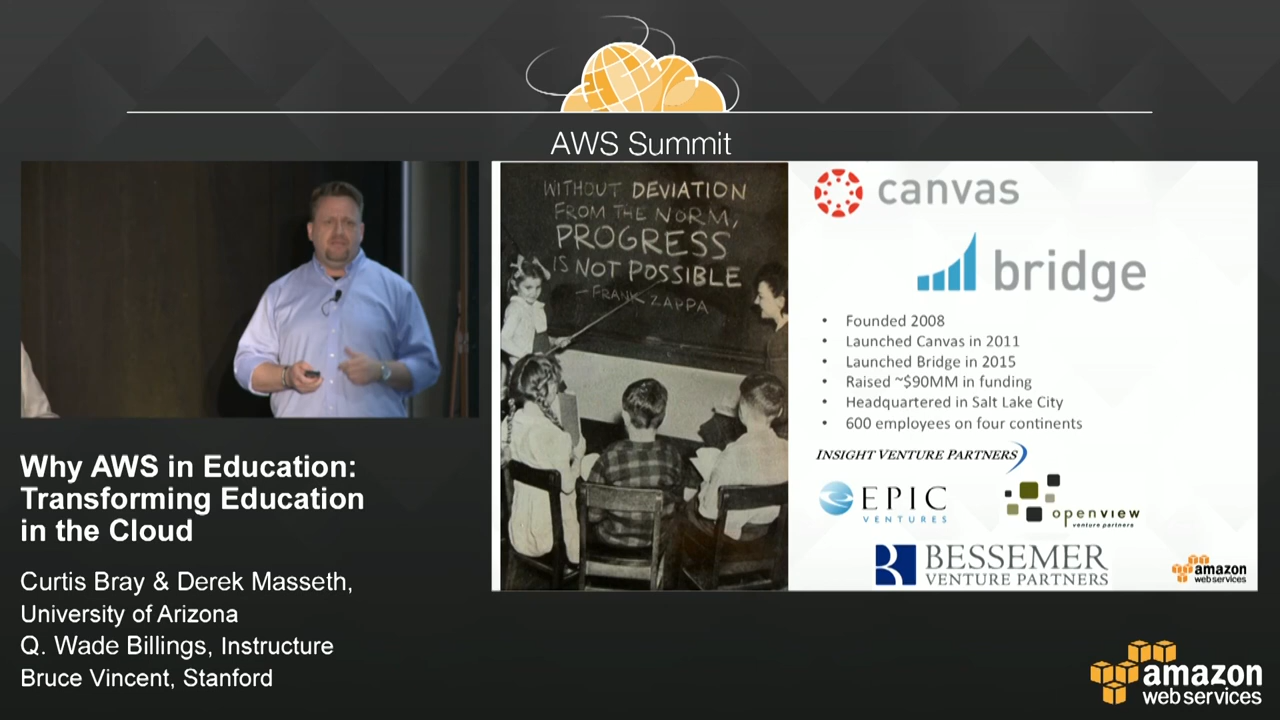 AWS Summit
WITHOUT DEVIATION
FROM THE NORM,
PROGRESS
IS NOT POSSIBLE
- FRANK ZAPPA
canvas
bridge
• Founded 2008
• Launched Canvas in 2011
• Launched Bridge in 2015
• Raised ~$90MM in funding
• Headquartered in Salt Lake City
• 600 employees on four continents
INSIGHT VENTURE PARTNERS
EPIC
VENTURES
openview
venture partners
BESSEMER
VENTURE PARTNERS
amazon
web services
Why AWS in Education:
Transforming Education
in the Cloud
Curtis Bray & Derek Masseth,
University of Arizona
Q. Wade Billings, Instructure
Bruce Vincent, Stanford
amazon
web services